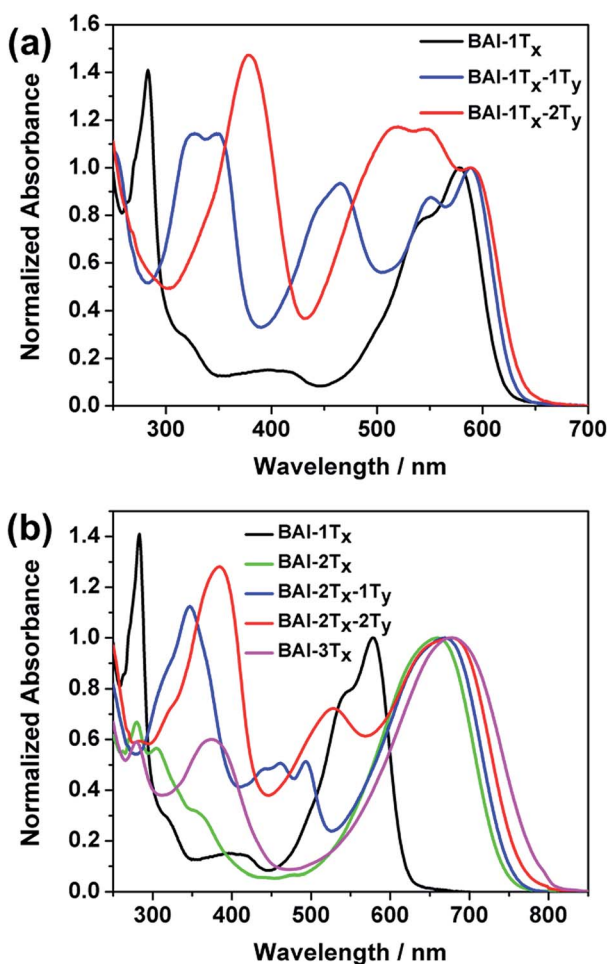 (a)
BAI-1Tx
BAI-1Tx-1Ty
BAI-1Tx-2Ty
1.6
1.4
1.2
1.0
0.8
0.6
0.4
0.2
0.0
Normalized Absorbance
300 400 500 600 700
Wavelength / nm
(b)
BAI-1Tx
BAI-2Tx
BAI-2Tx-1Ty
BAI-2Tx-2Ty
BAI-3Tx
1.4
1.2
1.0
0.8
0.6
0.4
0.2
0.0
Normalized Absorbance
300 400 500 600 700 800
Wavelength / nm